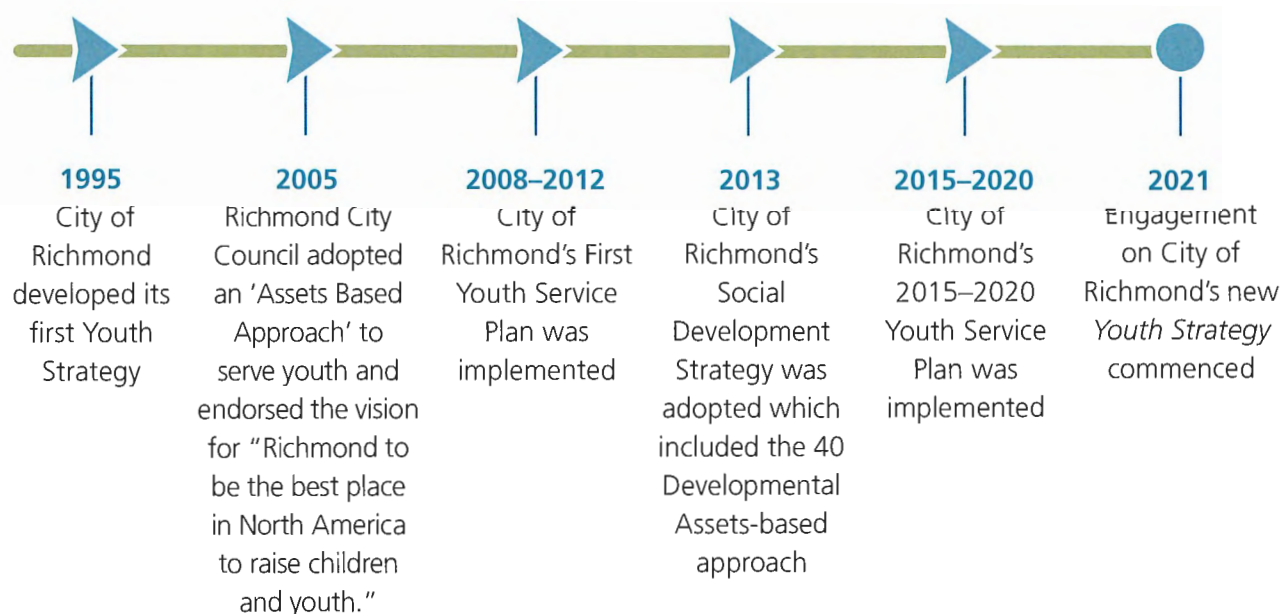 1995
City of
Richmond
developed its
first Youth
Strategy
2005
Richmond City
Council adopted
an 'Assets Based
Approach' to
serve youth and
endorsed the vision
for "Richmond to
be the best place
in North America
to raise children
and youth."
2008–2012
City of
Richmond's First
Youth Service
Plan was
implemented
2013
City of
Richmond's
Social
Development
Strategy was
adopted which
included the 40
Developmental
Assets-based
approach
2015–2020
City of
Richmond's
2015–2020
Youth Service
Plan was
implemented
2021
Engagement
on City of
Richmond's new
Youth Strategy
commenced